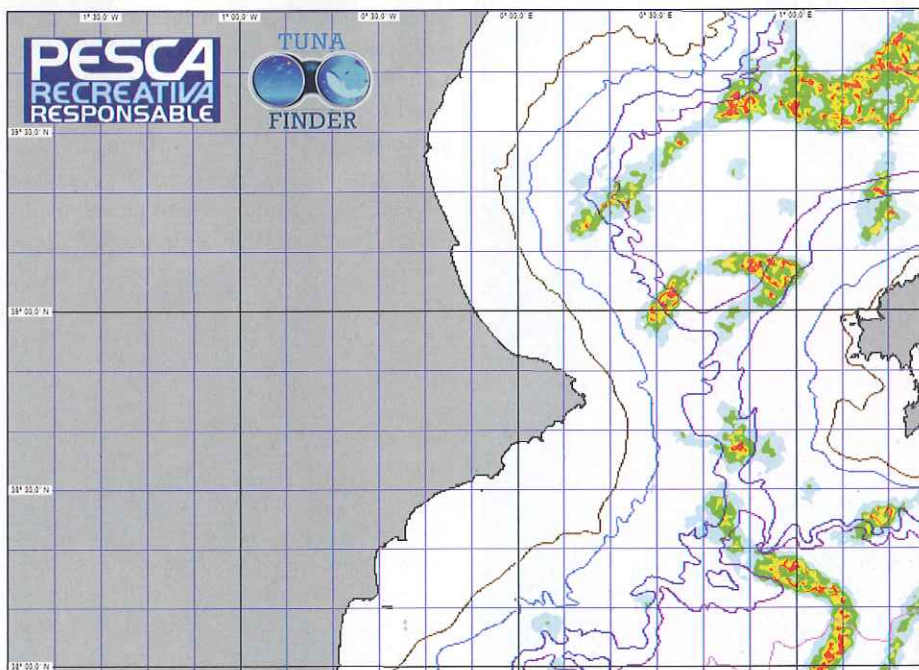 1° 30,0' W
1° 00,0' W
0° 30,0' W
0° 00,0' E
0° 30,0' E
1° 00,0' E
PESCA
RECREATIVA
RESPONSABLE
TUNA
FINDER
39° 30,0' N
39° 00,0' N
38° 30,0' N
38° 00,0' N